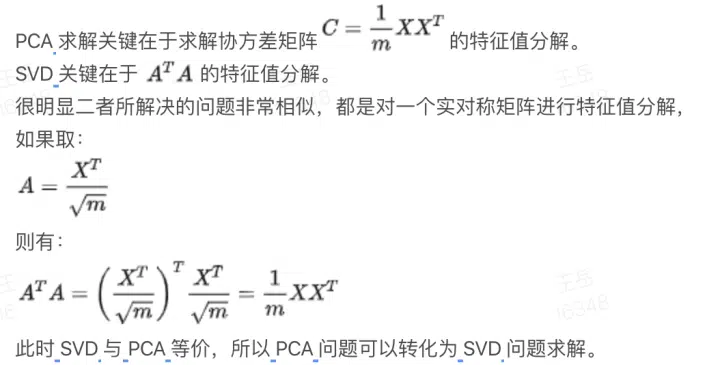 PCA 求解关键在于求解协方差矩阵 C = \frac{1}{m} X X^T 的特征值分解。
SVD 关键在于 A^T A 的特征值分解。
很明显二者所解决的问题非常相似，都是对一个实对称矩阵进行特征值分解，
如果取：
A = \frac{X^T}{\sqrt{m}}
则有：
A^T A = \left( \frac{X^T}{\sqrt{m}} \right)^T \frac{X^T}{\sqrt{m}} = \frac{1}{m} X X^T
此时 SVD 与 PCA 等价，所以 PCA 问题可以转化为 SVD 问题求解。
王岳
16348